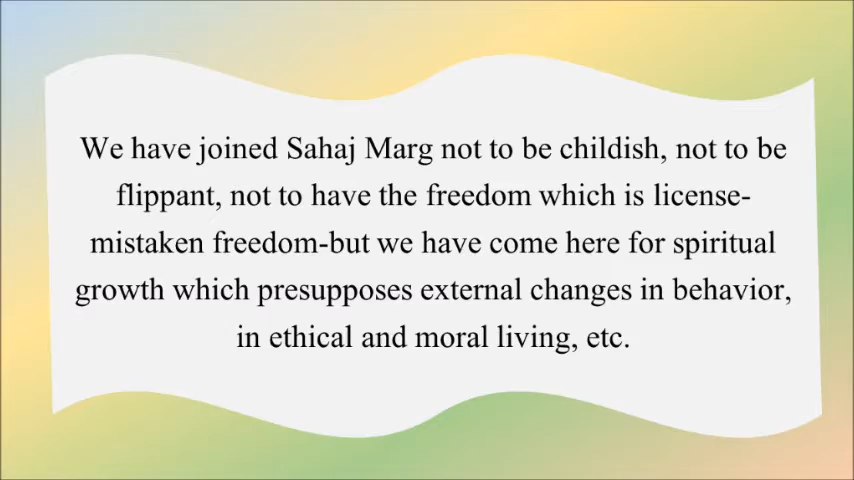 We have joined Sahaj Marg not to be childish, not to be
flippant, not to have the freedom which is license-
mistaken freedom-but we have come here for spiritual
growth which presupposes external changes in behavior,
in ethical and moral living, etc.